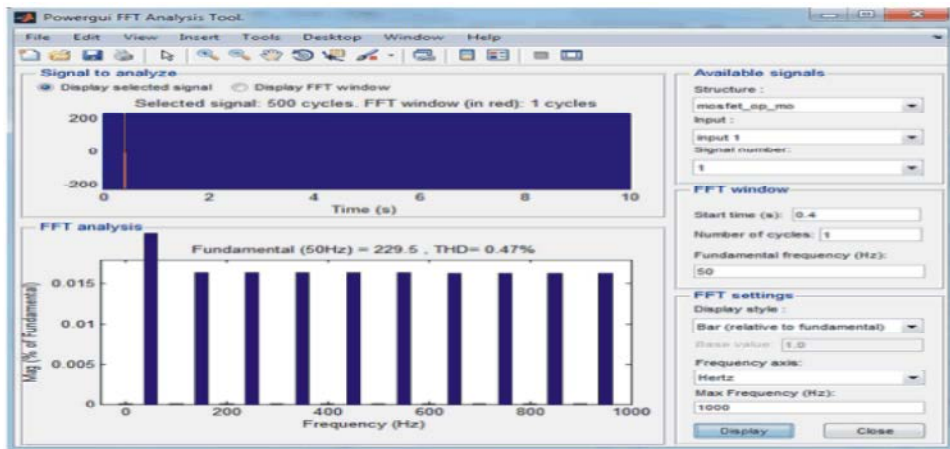 Powergui FFT Analysis Tool.
File Edit View Insert Tools Desktop Window Help
Signal to analyze
Display selected signal Display FFT window
Selected signal: 500 cycles. FFT window (in red): 1 cycles
200
0
-200
0 2 4 6 8 10
Time (s)
FFT analysis
Fundamental (50Hz) = 229.5 , THD= 0.47%
0.015
0.01
0.005
0
Mag (% of Fundamental)
0 200 400 600 800 1000
Frequency (Hz)
Available signals
Structure :
mosfet_op_mo
Input :
input 1
Signal number:
1
FFT window
Start time (s): 0.4
Number of cycles: 1
Fundamental frequency (Hz):
50
FFT settings
Display style :
Bar (relative to fundamental)
Base value: 1.0
Frequency axis:
Hertz
Max Frequency (Hz):
1000
Display Close